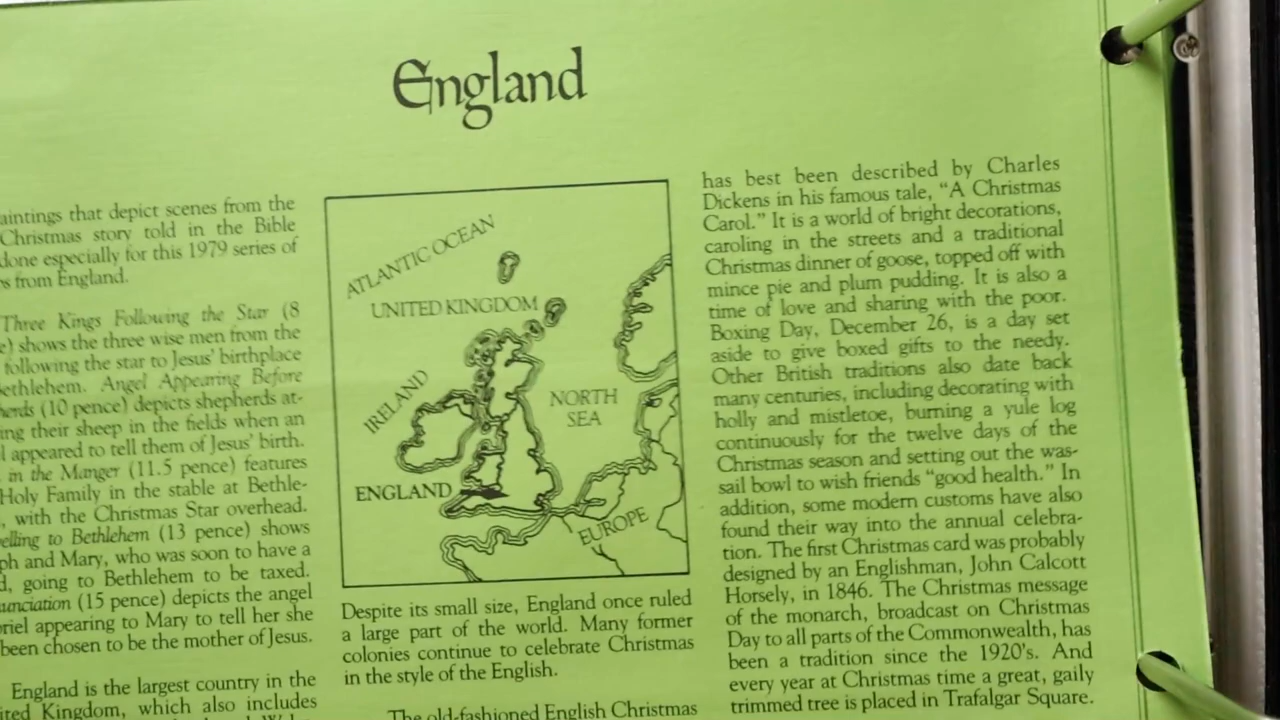 England
aintings that depict scenes from the
Christmas story told in the Bible
done especially for this 1979 series of
s from England.
Three Kings Following the Star (8
e) shows the three wise men from the
following the star to Jesus' birthplace
ethlehem. Angel Appearing Before
herds (10 pence) depicts shepherds at-
ing their sheep in the fields when an
l appeared to tell them of Jesus' birth.
in the Manger (11.5 pence) features
Holy Family in the stable at Bethle-
, with the Christmas Star overhead.
elling to Bethlehem (13 pence) shows
ph and Mary, who was soon to have a
d, going to Bethlehem to be taxed.
unciation (15 pence) depicts the angel
riel appearing to Mary to tell her she
been chosen to be the mother of Jesus.
England is the largest country in the
ited Kingdom, which also includes
ATLANTIC OCEAN
UNITED KINGDOM
IRELAND
NORTH
SEA
ENGLAND
EUROPE
Despite its small size, England once ruled
a large part of the world. Many former
colonies continue to celebrate Christmas
in the style of the English.
The old-fashioned English Christmas
has best been described by Charles
Dickens in his famous tale, “A Christmas
Carol.” It is a world of bright decorations,
caroling in the streets and a traditional
Christmas dinner of goose, topped off with
mince pie and plum pudding. It is also a
time of love and sharing with the poor.
Boxing Day, December 26, is a day set
aside to give boxed gifts to the needy.
Other British traditions also date back
many centuries, including decorating with
holly and mistletoe, burning a yule log
continuously for the twelve days of the
Christmas season and setting out the was-
sail bowl to wish friends “good health.” In
addition, some modern customs have also
found their way into the annual celebra-
tion. The first Christmas card was probably
designed by an Englishman, John Calcott
Horsely, in 1846. The Christmas message
of the monarch, broadcast on Christmas
Day to all parts of the Commonwealth, has
been a tradition since the 1920's. And
every year at Christmas time a great, gaily
trimmed tree is placed in Trafalgar Square.